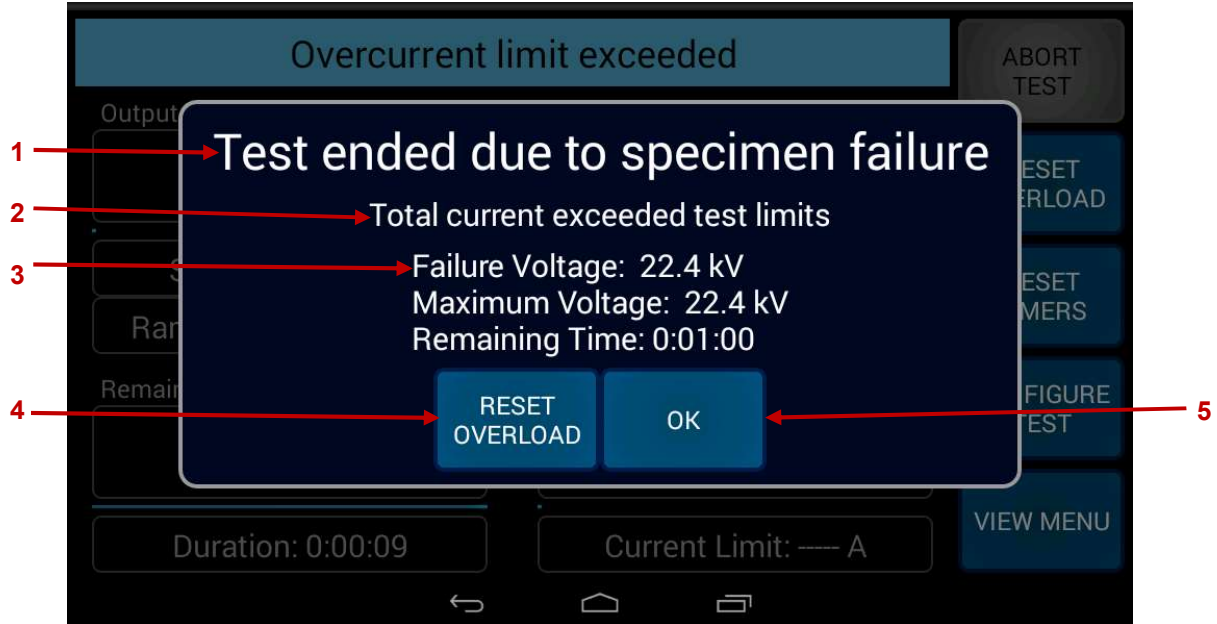 Overcurrent limit exceeded
ABORT
TEST
Output
1
Test ended due to specimen failure
ESET
ERLOAD
2
Total current exceeded test limits
3
Failure Voltage: 22.4 kV
ESET
MERS
Maximum Voltage: 22.4 kV
Ran
Remaining Time: 0:01:00
Remain
4
RESET
OVERLOAD
OK
FIGURE
TEST
5
Duration: 0:00:09
Current Limit: ----- A
VIEW MENU